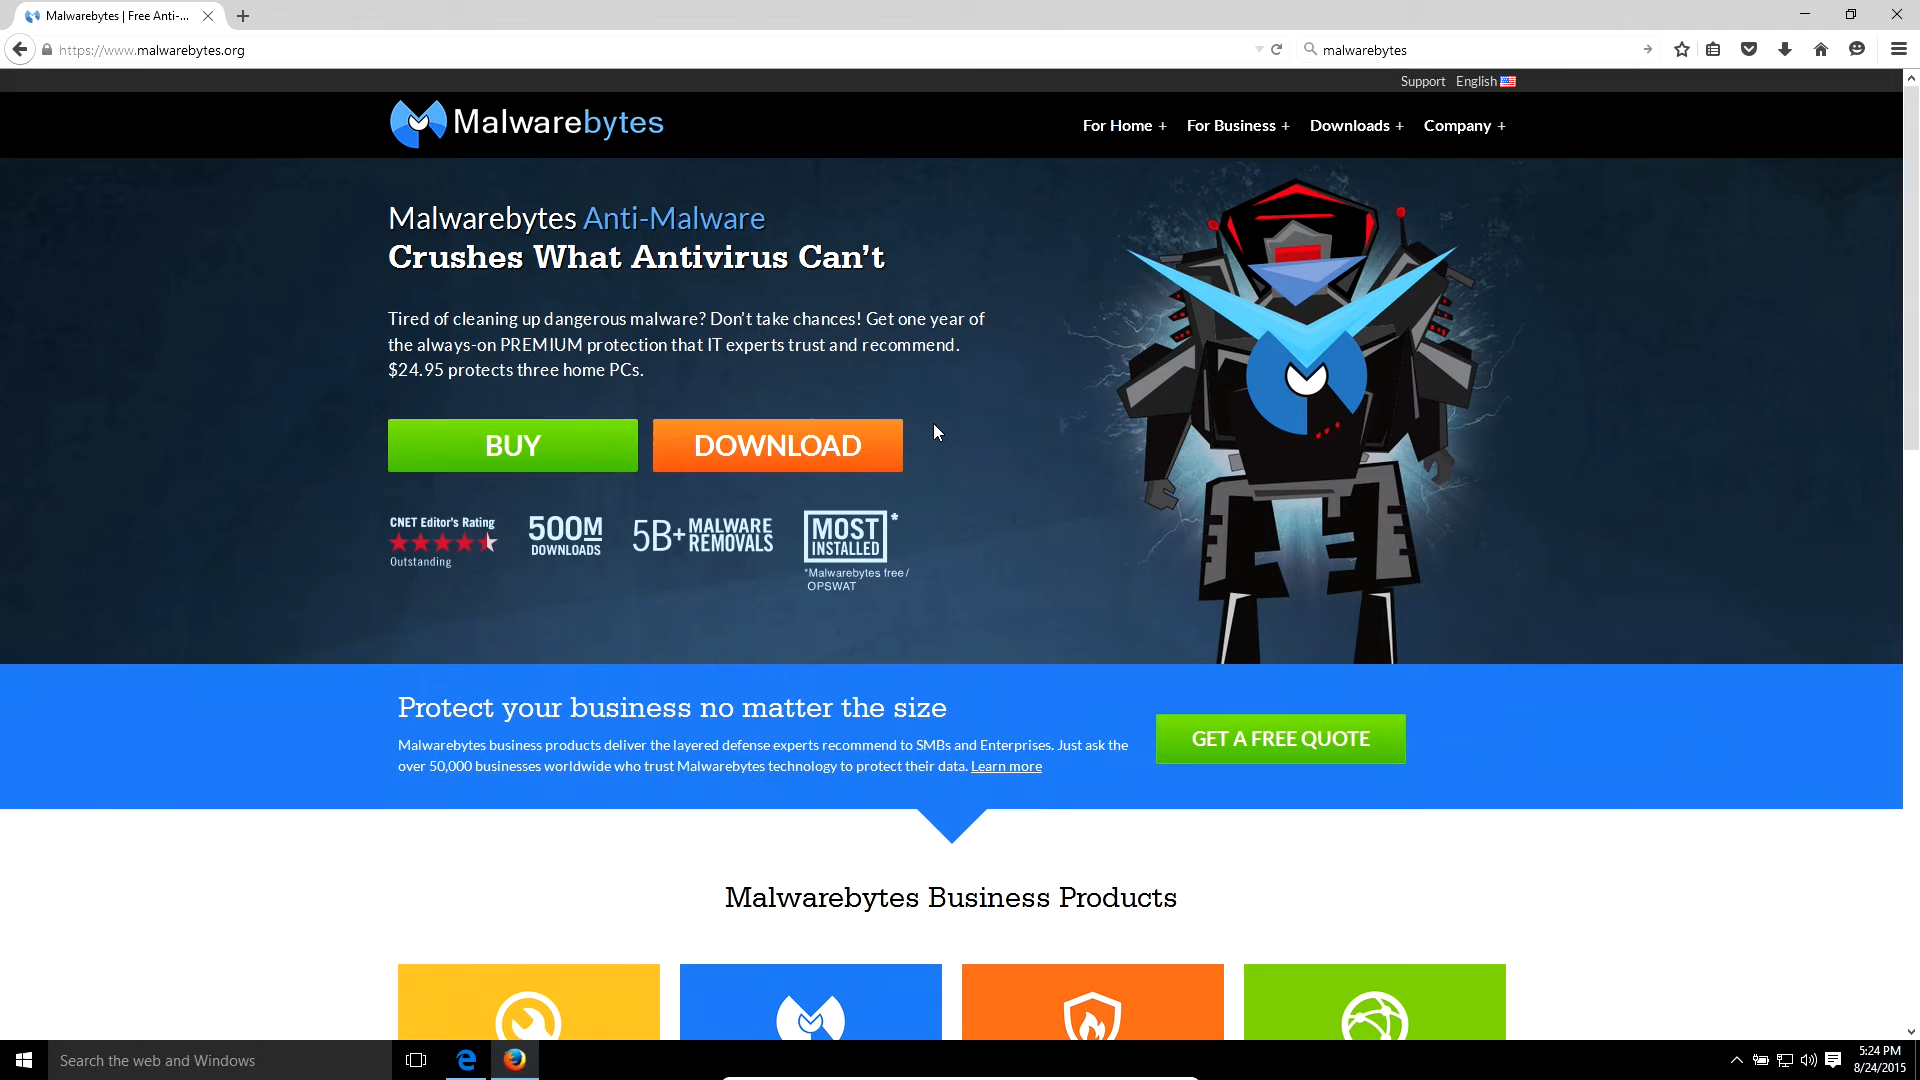 Malwarebytes | Free Anti-...
https://www.malwarebytes.org
malwarebytes
Support English
Malwarebytes
For Home + For Business + Downloads + Company +
Malwarebytes Anti-Malware
Crushes What Antivirus Can't
Tired of cleaning up dangerous malware? Don't take chances! Get one year of
the always-on PREMIUM protection that IT experts trust and recommend.
$24.95 protects three home PCs.
BUY DOWNLOAD
CNET Editor's Rating
Outstanding
500M
DOWNLOADS
5B+ MALWARE
REMOVALS
MOST *
INSTALLED
*Malwarebytes free /
OPSWAT
Protect your business no matter the size
Malwarebytes business products deliver the layered defense experts recommend to SMBs and Enterprises. Just ask the
over 50,000 businesses worldwide who trust Malwarebytes technology to protect their data. Learn more
GET A FREE QUOTE
Malwarebytes Business Products
Search the web and Windows
5:24 PM
8/24/2015